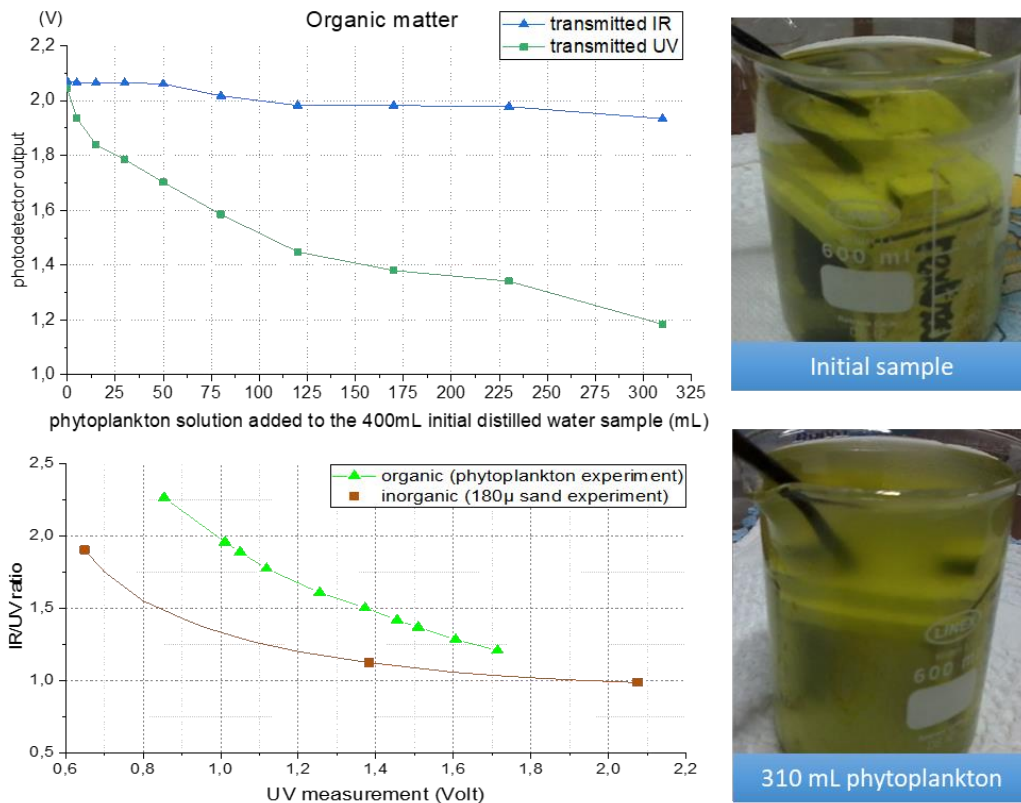 (V)
Organic matter
transmitted IR
transmitted UV
2,2
2,0
1,8
1,6
1,4
1,2
1,0
photodetector output
0 25 50 75 100 125 150 175 200 225 250 275 300 325
phytoplankton solution added to the 400mL initial distilled water sample (mL)
LINEX
600 ml
Initial sample
organic (phytoplankton experiment)
inorganic (180µ sand experiment)
2,5
2,0
1,5
1,0
0,5
IR/UV ratio
0,6 0,8 1,0 1,2 1,4 1,6 1,8 2,0 2,2
UV measurement (Volt)
LINEX
600 m
310 mL phytoplankton